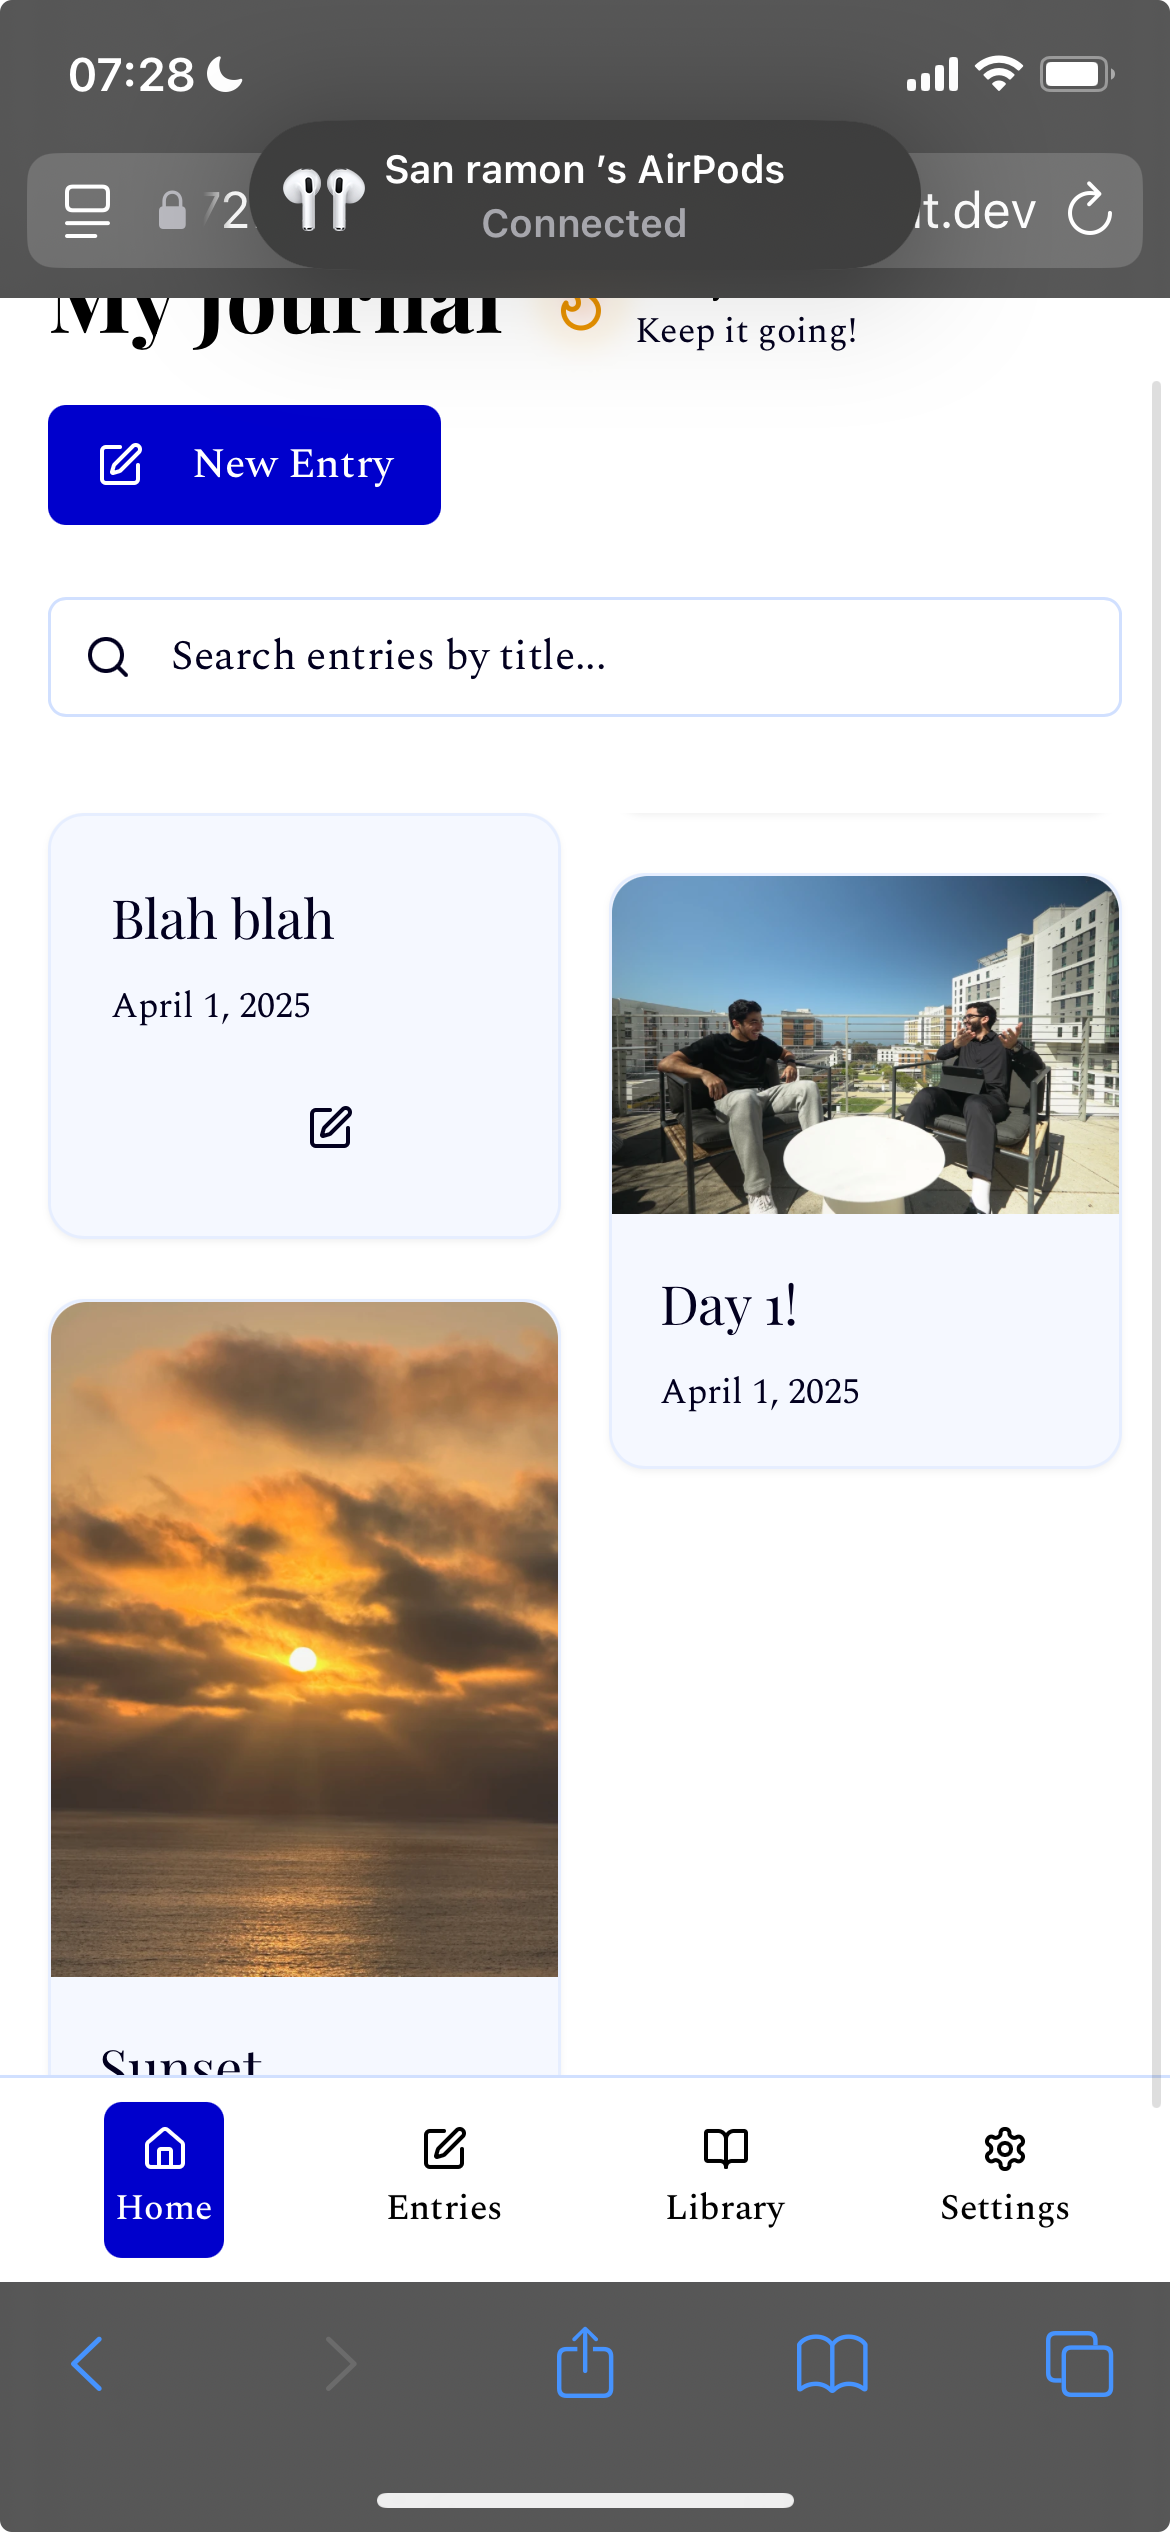 07:28
San ramon 's AirPods
Connected
72
it.dev
My Journal
Keep it going!
New Entry
Search entries by title...
Blah blah
April 1, 2025
Day 1!
April 1, 2025
Sunset
Home
Entries
Library
Settings